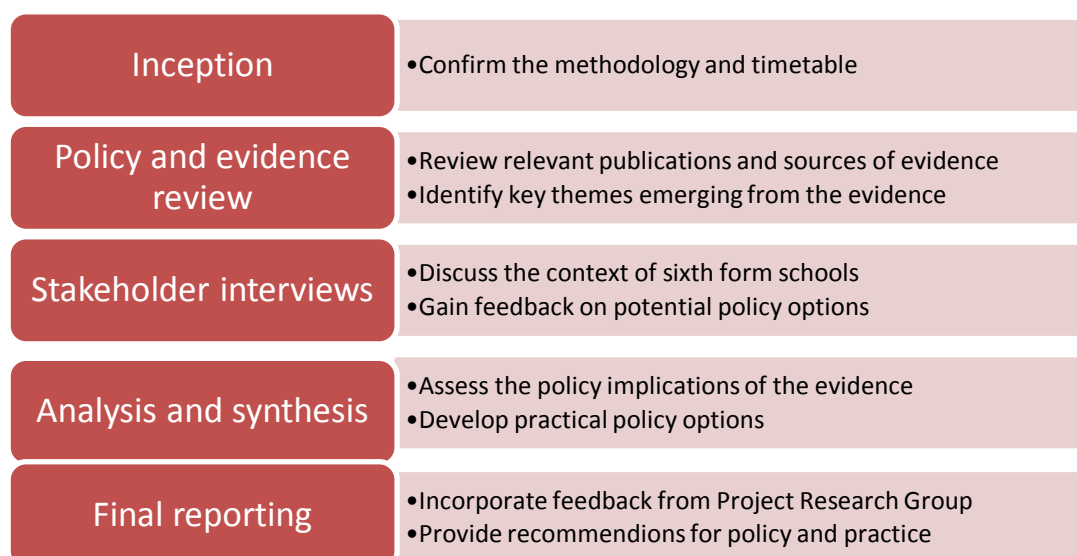 Inception
•Confirm the methodology and timetable
Policy and evidence
review
•Review relevant publications and sources of evidence
•Identify key themes emerging from the evidence
Stakeholder interviews
•Discuss the context of sixth form schools
•Gain feedback on potential policy options
Analysis and synthesis
•Assess the policy implications of the evidence
•Develop practical policy options
Final reporting
•Incorporate feedback from Project Research Group
•Provide recommendions for policy and practice